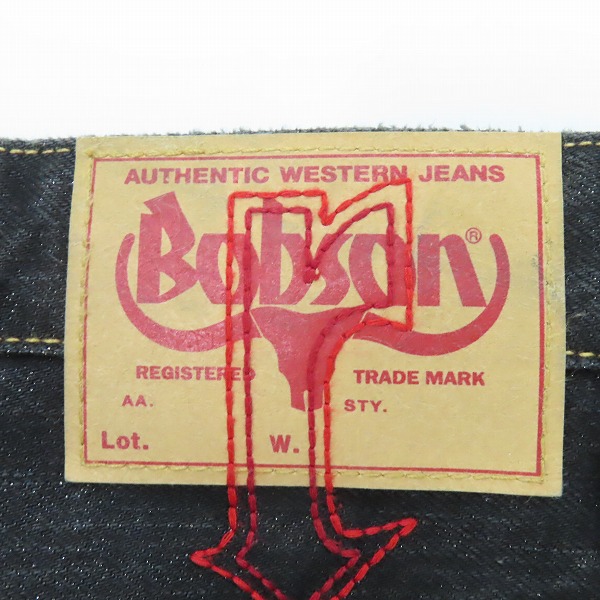 AUTHENTIC WESTERN JEANS
Bobson®
REGISTERED TRADE MARK
AA. STY.
Lot. W.